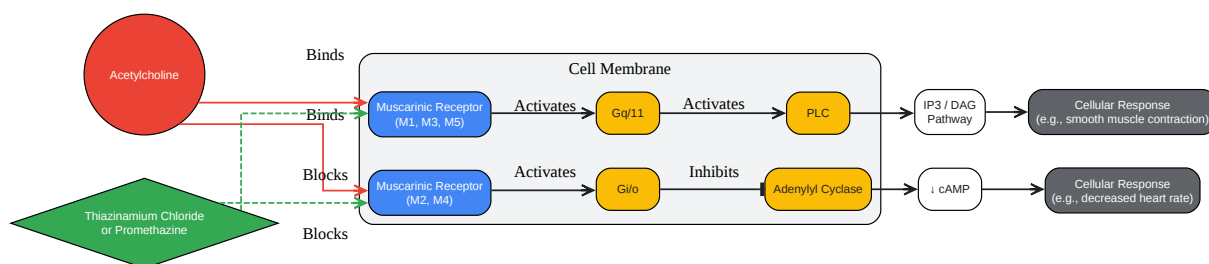 Acetylcholine
Binds
Binds
Blocks
Blocks
Thiazinamium Chloride
or Promethazine
Cell Membrane
Muscarinic Receptor
(M1, M3, M5)
Activates
Gq/11
Activates
PLC
IP3 / DAG
Pathway
Cellular Response
(e.g., smooth muscle contraction)
Muscarinic Receptor
(M2, M4)
Activates
Gi/o
Inhibits
Adenylyl Cyclase
↓ cAMP
Cellular Response
(e.g., decreased heart rate)